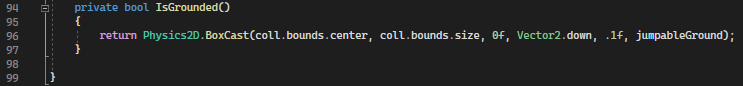 94 private bool IsGrounded()
95 {
96 return Physics2D.BoxCast(coll.bounds.center, coll.bounds.size, 0f, Vector2.down, .1f, jumpableGround);
97 }
98
99 }